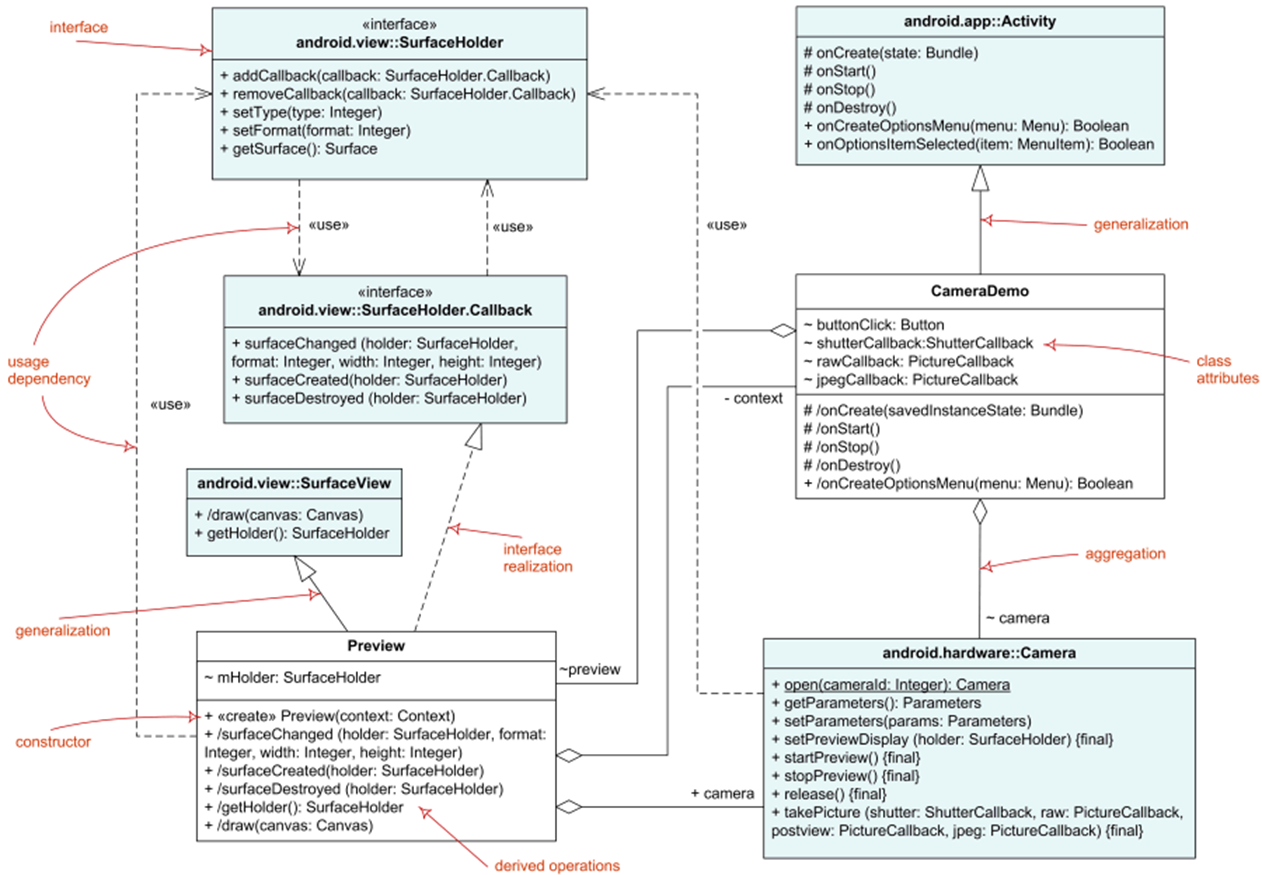 interface
«interface»
android.view::SurfaceHolder
+ addCallback(callback: SurfaceHolder.Callback)
+ removeCallback(callback: SurfaceHolder.Callback)
+ setType(type: Integer)
+ setFormat(format: Integer)
+ getSurface(): Surface
android.app::Activity
# onCreate(state: Bundle)
# onStart()
# onStop()
# onDestroy()
+ onCreateOptionsMenu(menu: Menu): Boolean
+ onOptionsItemSelected(item: MenuItem): Boolean
«use»
«use»
«use»
generalization
«interface»
android.view::SurfaceHolder.Callback
+ surfaceChanged (holder: SurfaceHolder,
format: Integer, width: Integer, height: Integer)
+ surfaceCreated(holder: SurfaceHolder)
+ surfaceDestroyed (holder: SurfaceHolder)
CameraDemo
~ buttonClick: Button
~ shutterCallback:ShutterCallback
~ rawCallback: PictureCallback
~ jpegCallback: PictureCallback
# /onCreate(savedInstanceState: Bundle)
# /onStart()
# /onStop()
# /onDestroy()
+ /onCreateOptionsMenu(menu: Menu): Boolean
class
attributes
usage
dependency
«use»
- context
android.view::SurfaceView
+ /draw(canvas: Canvas)
+ getHolder(): SurfaceHolder
interface
realization
aggregation
generalization
~ camera
Preview
~ mHolder: SurfaceHolder
+ «create» Preview(context: Context)
+ /surfaceChanged (holder: SurfaceHolder, format:
Integer, width: Integer, height: Integer)
+ /surfaceCreated(holder: SurfaceHolder)
+ /surfaceDestroyed (holder: SurfaceHolder)
+ /getHolder(): SurfaceHolder
+ /draw(canvas: Canvas)
~preview
constructor
+ camera
android.hardware::Camera
+ open(cameraId: Integer): Camera
+ getParameters(): Parameters
+ setParameters(params: Parameters)
+ setPreviewDisplay (holder: SurfaceHolder) {final}
+ startPreview() {final}
+ stopPreview() {final}
+ release() {final}
+ takePicture (shutter: ShutterCallback, raw: PictureCallback,
postview: PictureCallback, jpeg: PictureCallback) {final}
derived operations